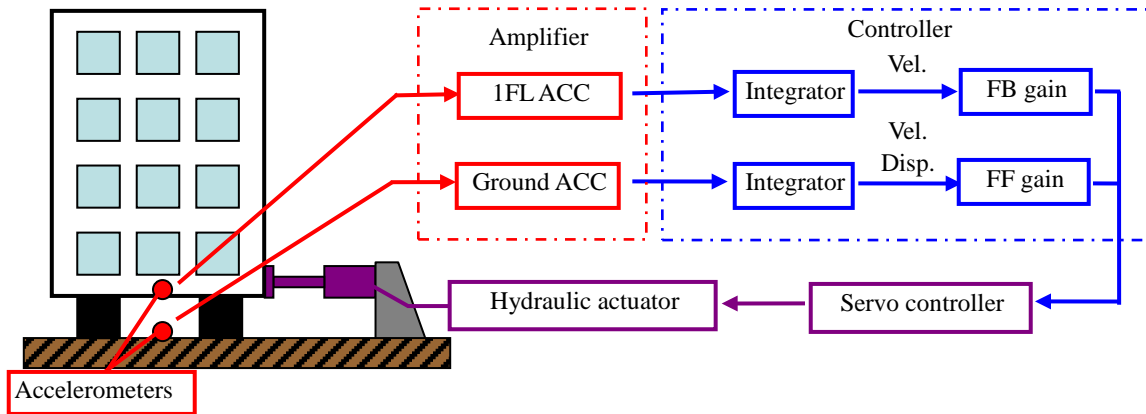 Amplifier
Controller
1FL ACC
Integrator
Vel.
FB gain
Ground ACC
Integrator
Vel.
Disp.
FF gain
Hydraulic actuator
Servo controller
Accelerometers